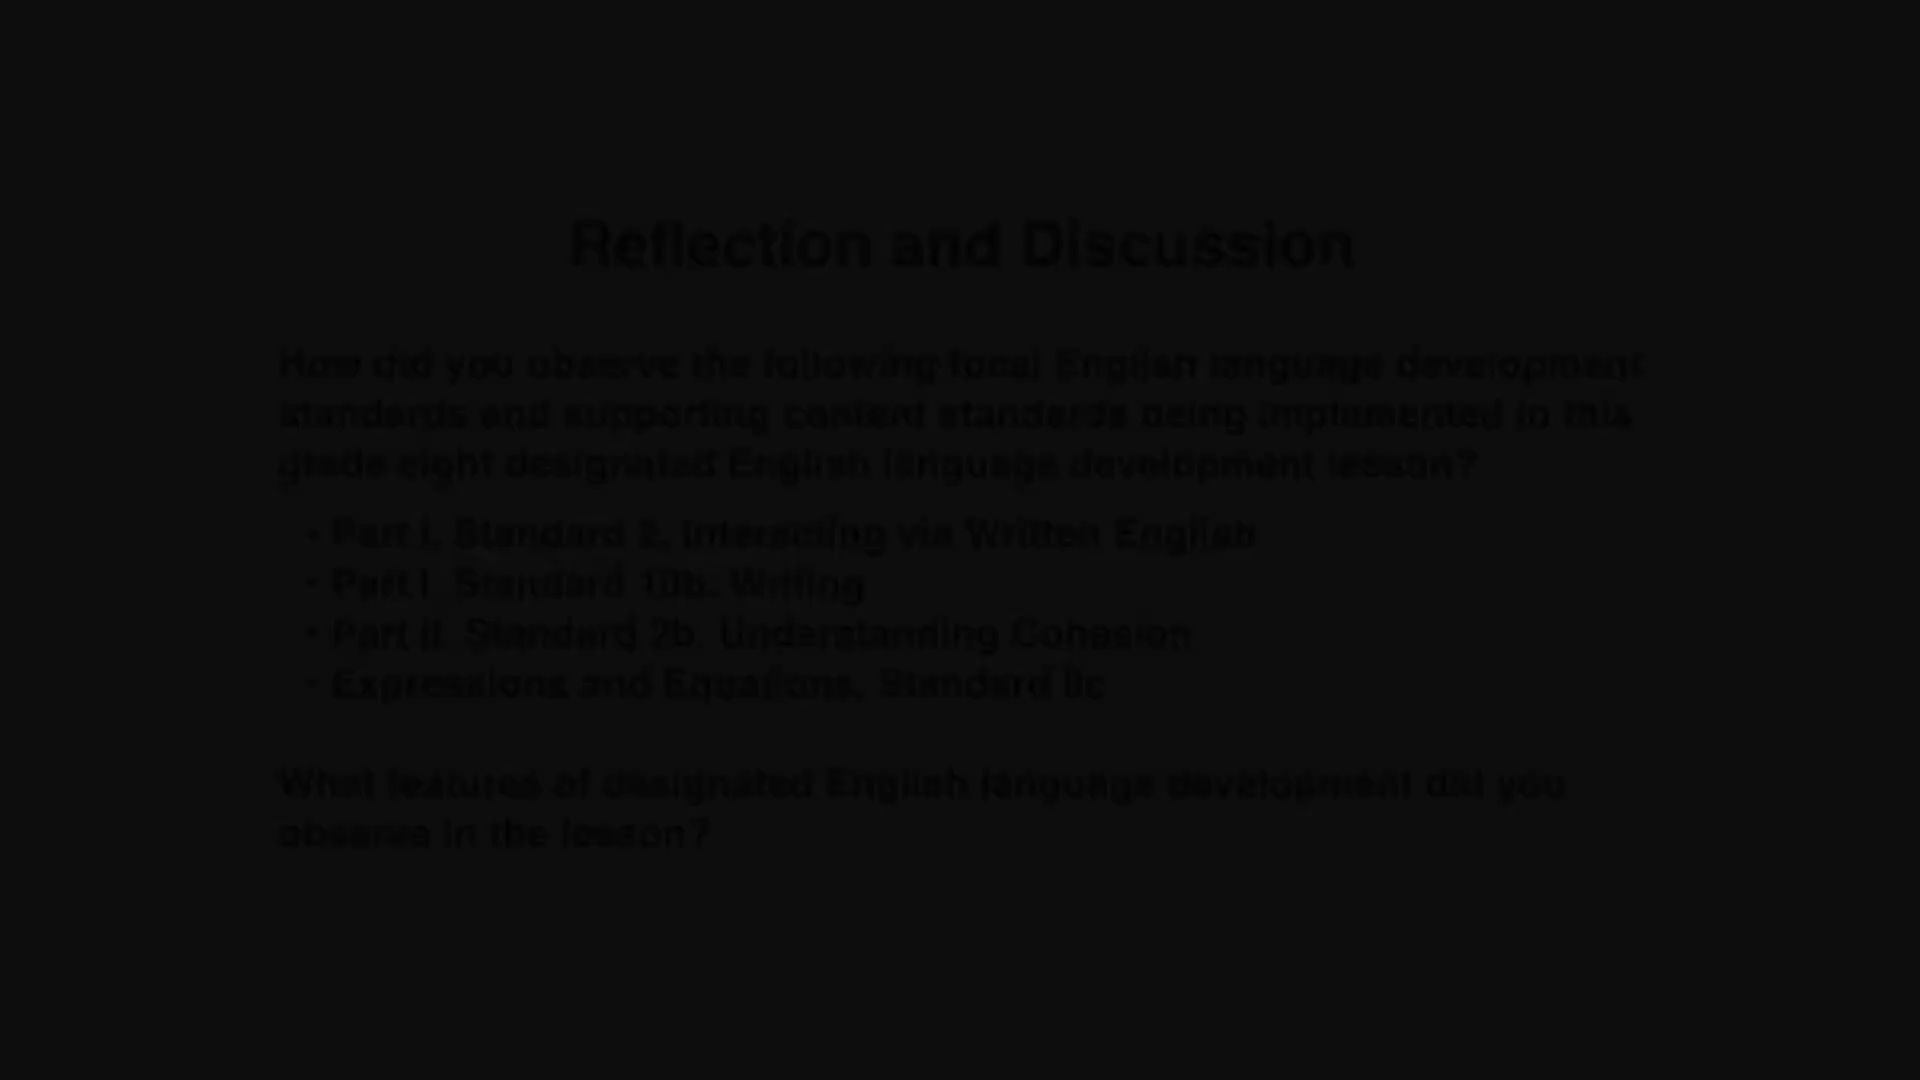 Reflection and Discussion
How did you observe the following focal English language development
standards and supporting content standards being implemented in this
grade eight designated English language development lesson?
• Part I, Standard 2, Interacting via Written English
• Part I, Standard 10b, Writing
• Part II, Standard 2b, Understanding Cohesion
• Expressions and Equations, Standard 8c
What features of designated English language development did you
observe in the lesson?